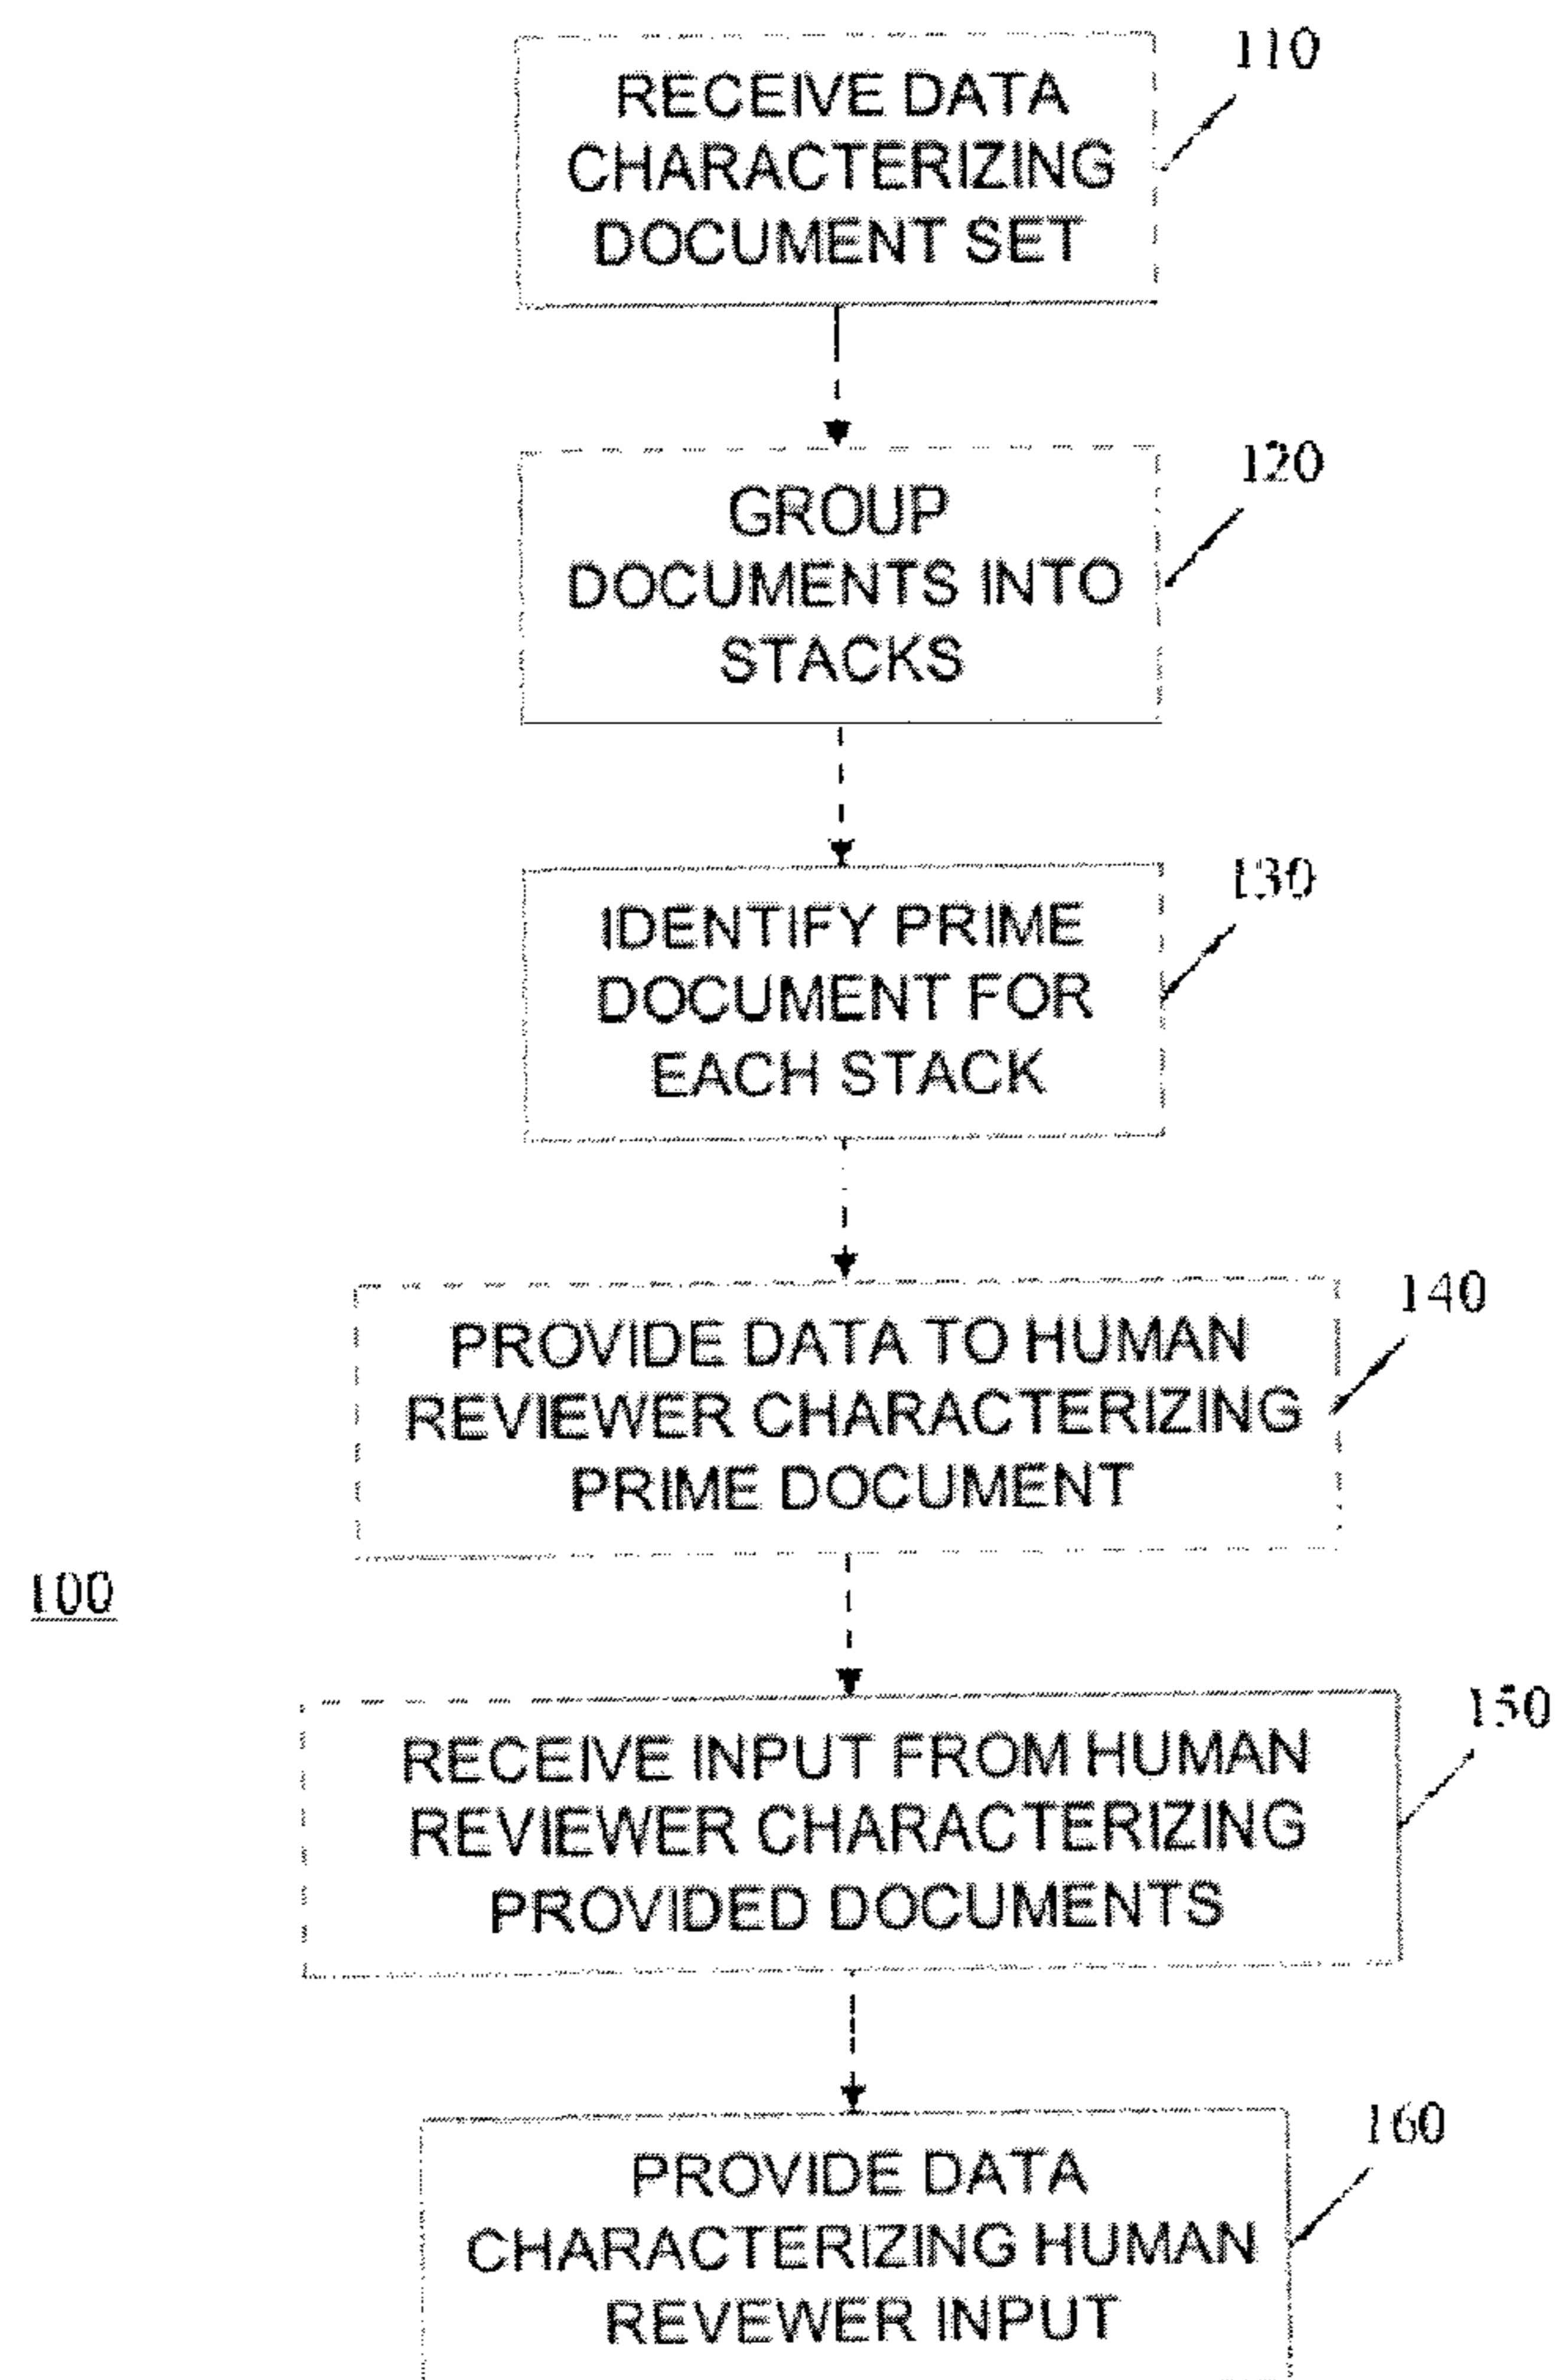 110
RECEIVE DATA
CHARACTERIZING
DOCUMENT SET
120
GROUP
DOCUMENTS INTO
STACKS
130
IDENTIFY PRIME
DOCUMENT FOR
EACH STACK
140
PROVIDE DATA TO HUMAN
REVIEWER CHARACTERIZING
PRIME DOCUMENT
100
150
RECEIVE INPUT FROM HUMAN
REVIEWER CHARACTERIZING
PROVIDED DOCUMENTS
160
PROVIDE DATA
CHARACTERIZING HUMAN
REVEWER INPUT